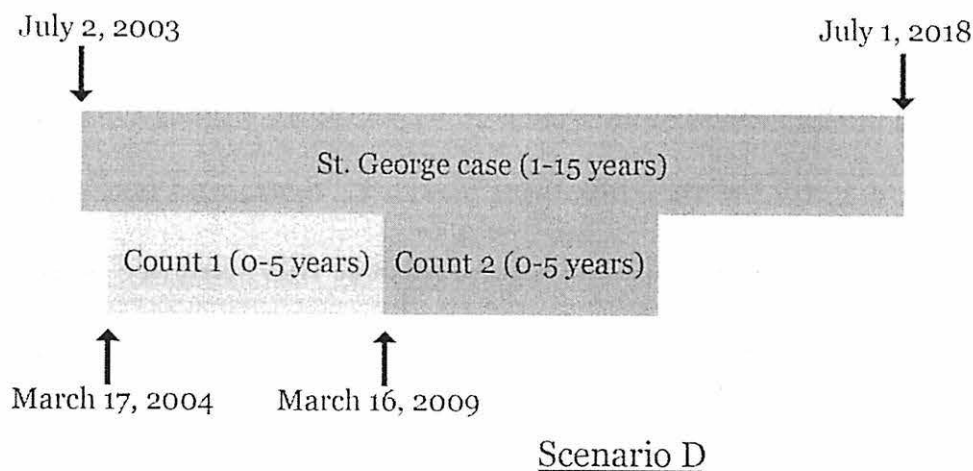 July 2, 2003
July 1, 2018
St. George case (1-15 years)
Count 1 (0-5 years)
Count 2 (0-5 years)
March 17, 2004
March 16, 2009
Scenario D